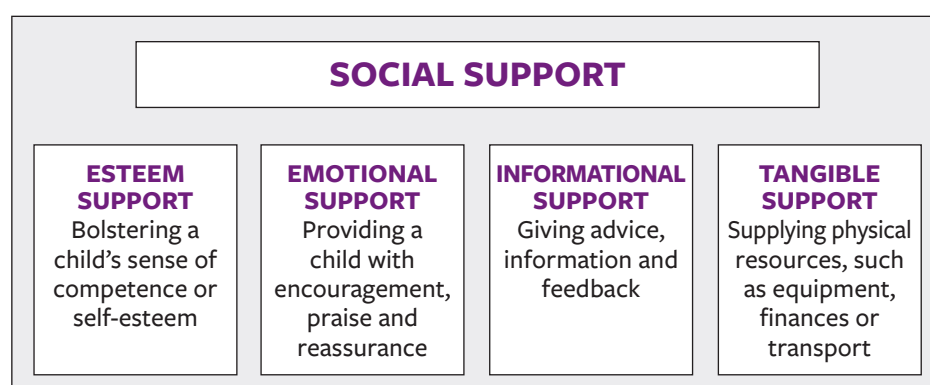 SOCIAL SUPPORT
ESTEEM
SUPPORT
Bolstering a
child’s sense of
competence or
self-esteem
EMOTIONAL
SUPPORT
Providing a
child with
encouragement,
praise and
reassurance
INFORMATIONAL
SUPPORT
Giving advice,
information and
feedback
TANGIBLE
SUPPORT
Supplying physical
resources, such
as equipment,
finances or
transport